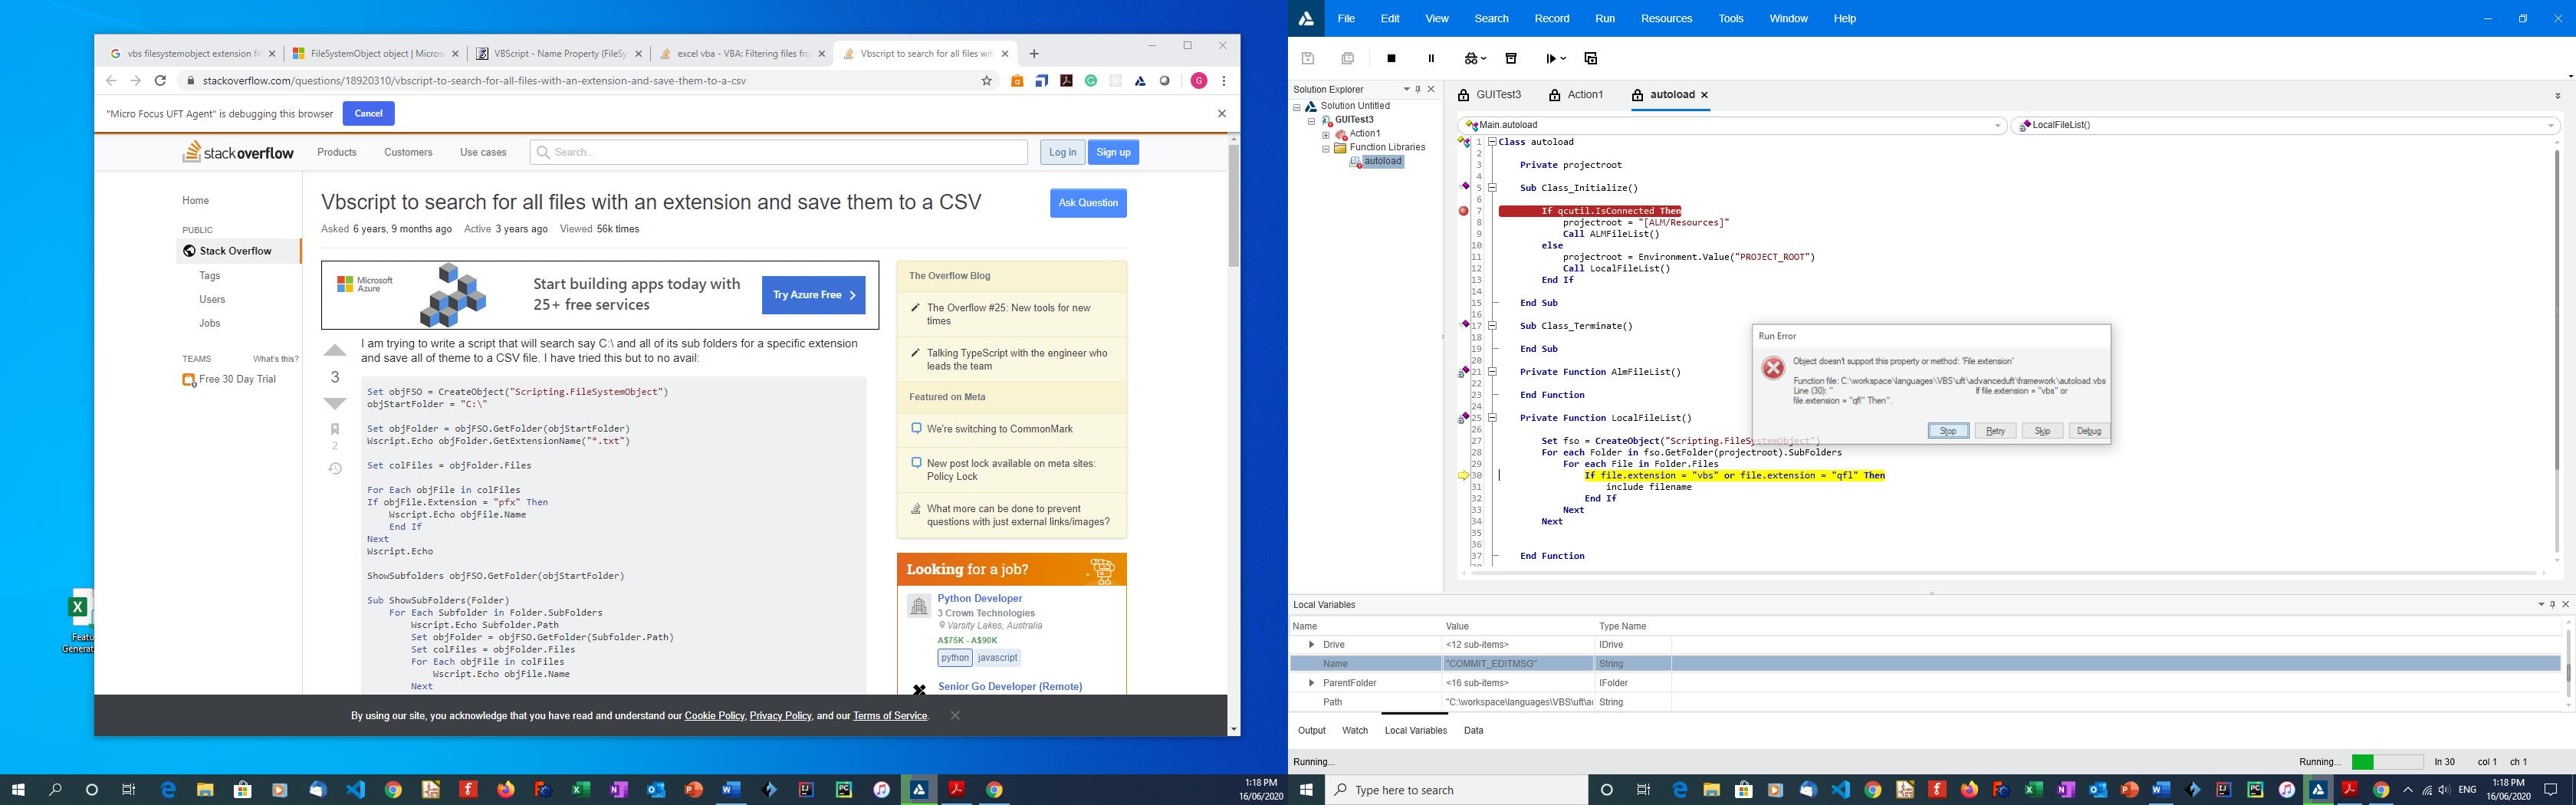 vbs filesystemobject extension fil
FileSystemObject object | Micros
VBScript - Name Property (FileSy
excel vba - VBA: Filtering files fro
Vbscript to search for all files wit
stackoverflow.com/questions/18920310/vbscript-to-search-for-all-files-with-an-extension-and-save-them-to-a-csv
G
"Micro Focus UFT Agent" is debugging this browser
Cancel
stackoverflow
Products
Customers
Use cases
Search...
Log in
Sign up
Home
PUBLIC
Stack Overflow
Tags
Users
Jobs
TEAMS
What's this?
Free 30 Day Trial
Vbscript to search for all files with an extension and save them to a CSV
Ask Question
Asked 6 years, 9 months ago Active 3 years ago Viewed 56k times
Microsoft
Azure
Start building apps today with
25+ free services
Try Azure Free
3
2
I am trying to write a script that will search say C:\ and all of its sub folders for a specific extension
and save all of theme to a CSV file. I have tried this but to no avail:
Set objFSO = CreateObject("Scripting.FileSystemObject")
objStartFolder = "C:\"
Set objFolder = objFSO.GetFolder(objStartFolder)
Wscript.Echo objFolder.GetExtensionName("*.txt")
Set colFiles = objFolder.Files
For Each objFile in colFiles
If objFile.Extension = "pfx" Then
Wscript.Echo objFile.Name
End If
Next
Wscript.Echo
ShowSubfolders objFSO.GetFolder(objStartFolder)
Sub ShowSubFolders(Folder)
For Each Subfolder in Folder.SubFolders
Wscript.Echo Subfolder.Path
Set objFolder = objFSO.GetFolder(Subfolder.Path)
Set colFiles = objFolder.Files
For Each objFile in colFiles
Wscript.Echo objFile.Name
Next
The Overflow Blog
The Overflow #25: New tools for new
times
Talking TypeScript with the engineer who
leads the team
Featured on Meta
We're switching to CommonMark
New post lock available on meta sites:
Policy Lock
What more can be done to prevent
questions with just external links/images?
Looking for a job?
Python Developer
3 Crown Technologies
Varsity Lakes, Australia
A$75K - A$90K
python
javascript
Senior Go Developer (Remote)
By using our site, you acknowledge that you have read and understand our Cookie Policy, Privacy Policy, and our Terms of Service.
Featu
Generat
1:18 PM
16/06/2020
File Edit View Search Record Run Resources Tools Window Help
Solution Explorer
Solution Untitled
GUITest3
Action1
Function Libraries
autoload
GUITest3
Action1
autoload
Main.autoload
LocalFileList()
1 Class autoload
2
3 Private projectroot
4
5 Sub Class_Initialize()
6
7 If qcutil.IsConnected Then
8 projectroot = "[ALM/Resources]"
9 Call ALMFileList()
10 else
11 projectroot = Environment.Value("PROJECT_ROOT")
12 Call LocalFileList()
13 End If
14
15 End Sub
16
17 Sub Class_Terminate()
18
19 End Sub
20
21 Private Function AlmFileList()
22
23 End Function
24
25 Private Function LocalFileList()
26
27 Set fso = CreateObject("Scripting.FileSystemObject")
28 For each Folder in fso.GetFolder(projectroot).SubFolders
29 For each File in Folder.Files
30 If file.extension = "vbs" or file.extension = "qfl" Then
31 include filename
32 End If
33 Next
34 Next
35
36
37 End Function
Run Error
Object doesn't support this property or method: 'File.extension'
Function file: C:\workspace\languages\VBS\uft\advanceduft\framework\autoload.vbs
Line (30): " If file.extension = "vbs" or
file.extension = "qfl" Then".
Stop
Retry
Skip
Debug
Local Variables
Name Value Type Name
Drive <12 sub-items> IDrive
Name "COMMIT_EDITMSG" String
ParentFolder <16 sub-items> IFolder
Path "C:\workspace\languages\VBS\uft\ac String
Output Watch Local Variables Data
Running...
Running...
ln 30 col 1 ch 1
Type here to search
ENG
1:18 PM
16/06/2020